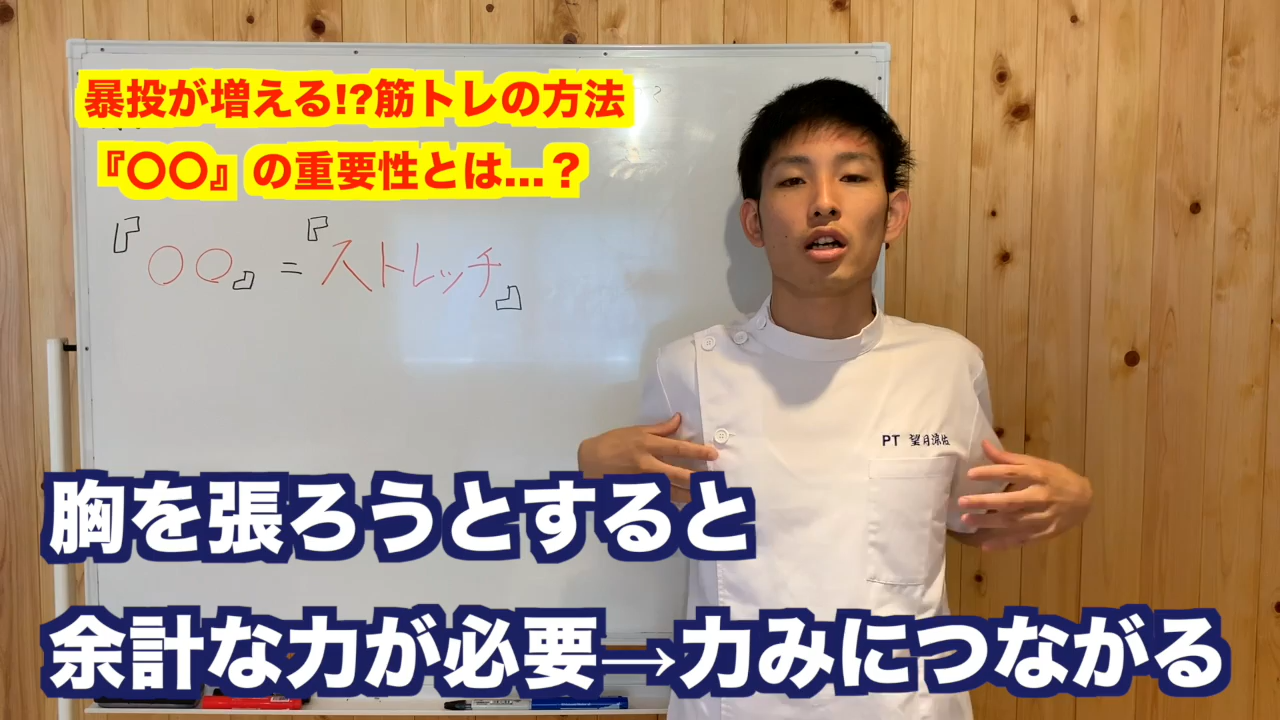 暴投が増える!?筋トレの方法
『〇〇』の重要性とは...？
『〇〇』=『ストレッチ』
PT 望月涼佑
胸を張ろうとすると
余計な力が必要→力みにつながる